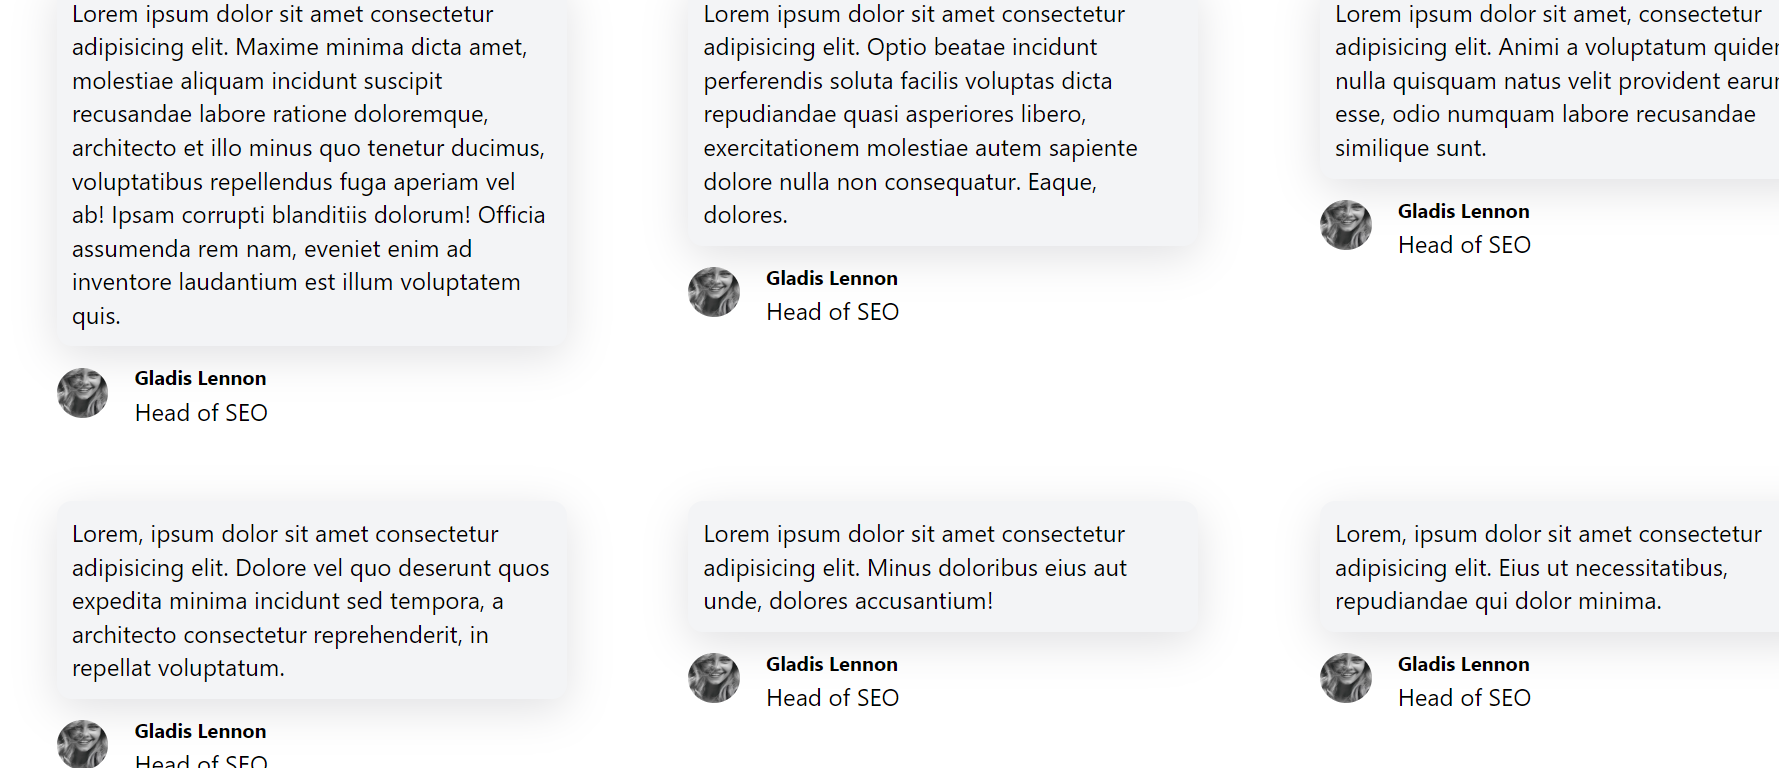 Lorem ipsum dolor sit amet consectetur
adipisicing elit. Maxime minima dicta amet,
molestiae aliquam incidunt suscipit
recusandae labore ratione doloremque,
architecto et illo minus quo tenetur ducimus,
voluptatibus repellendus fuga aperiam vel
ab! Ipsam corrupti blanditiis dolorum! Officia
assumenda rem nam, eveniet enim ad
inventore laudantium est illum voluptatem
quis.
Gladis Lennon
Head of SEO
Lorem ipsum dolor sit amet consectetur
adipisicing elit. Optio beatae incidunt
perferendis soluta facilis voluptas dicta
repudiandae quasi asperiores libero,
exercitationem molestiae autem sapiente
dolore nulla non consequatur. Eaque,
dolores.
Gladis Lennon
Head of SEO
Lorem ipsum dolor sit amet, consectetur
adipisicing elit. Animi a voluptatum
nulla quisquam natus velit provident
esse, odio numquam labore recusandae
similique sunt.
Gladis Lennon
Head of SEO
Lorem, ipsum dolor sit amet consectetur
adipisicing elit. Dolore vel quo deserunt quos
expedita minima incidunt sed tempora, a
architecto consectetur reprehenderit, in
repellat voluptatum.
Gladis Lennon
Head of SEO
Lorem ipsum dolor sit amet consectetur
adipisicing elit. Minus doloribus eius aut
unde, dolores accusantium!
Gladis Lennon
Head of SEO
Lorem, ipsum dolor sit amet consectetur
adipisicing elit. Eius ut necessitatibus,
repudiandae qui dolor minima.
Gladis Lennon
Head of SEO